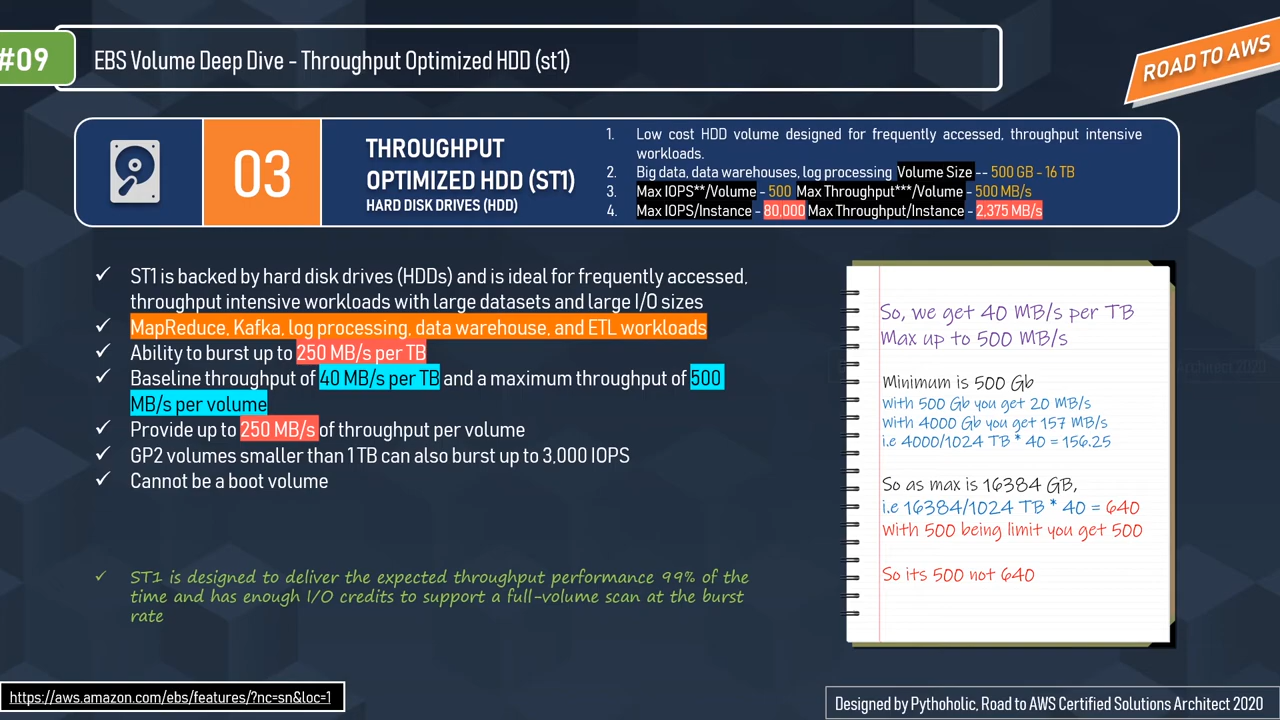 #09
EBS Volume Deep Dive - Throughput Optimized HDD (st1)
ROAD TO AWS
03
THROUGHPUT
OPTIMIZED HDD (ST1)
HARD DISK DRIVES (HDD)
1. Low cost HDD volume designed for frequently accessed, throughput intensive
workloads.
2. Big data, data warehouses, log processing Volume Size -- 500 GB - 16 TB
3. Max IOPS**/Volume - 500 Max Throughput***/Volume - 500 MB/s
4. Max IOPS/Instance - 80,000 Max Throughput/Instance - 2,375 MB/s
✓ ST1 is backed by hard disk drives (HDDs) and is ideal for frequently accessed,
throughput intensive workloads with large datasets and large I/O sizes
✓ MapReduce, Kafka, log processing, data warehouse, and ETL workloads
✓ Ability to burst up to 250 MB/s per TB
✓ Baseline throughput of 40 MB/s per TB and a maximum throughput of 500
MB/s per volume
✓ Provide up to 250 MB/s of throughput per volume
✓ GP2 volumes smaller than 1 TB can also burst up to 3,000 IOPS
✓ Cannot be a boot volume
✓ ST1 is designed to deliver the expected throughput performance 99% of the
time and has enough I/O credits to support a full-volume scan at the burst
rate
So, we get 40 MB/s per TB
Max up to 500 MB/s
Minimum is 500 Gb
With 500 Gb you get 20 MB/s
With 4000 Gb you get 157 MB/s
i.e 4000/1024 TB * 40 = 156.25
So as max is 16384 GB,
i.e 16384/1024 TB * 40 = 640
With 500 being limit you get 500
So its 500 not 640
https://aws.amazon.com/ebs/features/?nc=sn&loc=1
Designed by Pythoholic, Road to AWS Certified Solutions Architect 2020